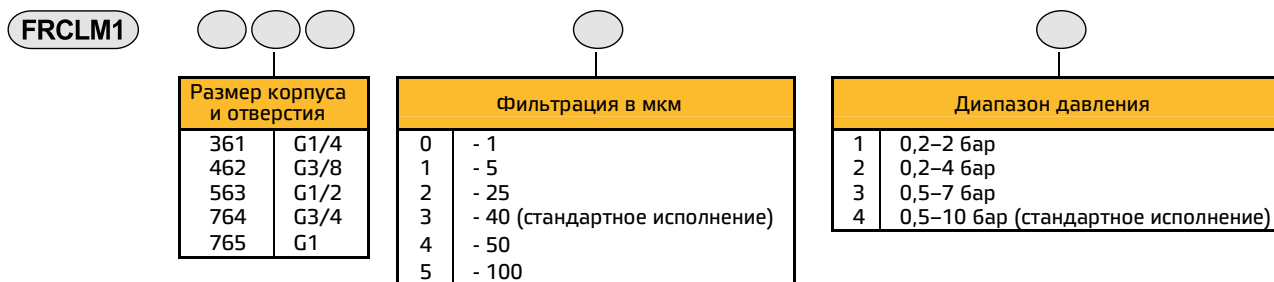 FRCLM1
Размер корпуса
и отверстия
361 G1/4
462 G3/8
563 G1/2
764 G3/4
765 G1
Фильтрация в мкм
0 - 1
1 - 5
2 - 25
3 - 40 (стандартное исполнение)
4 - 50
5 - 100
Диапазон давления
1 0,2–2 бар
2 0,2–4 бар
3 0,5–7 бар
4 0,5–10 бар (стандартное исполнение)